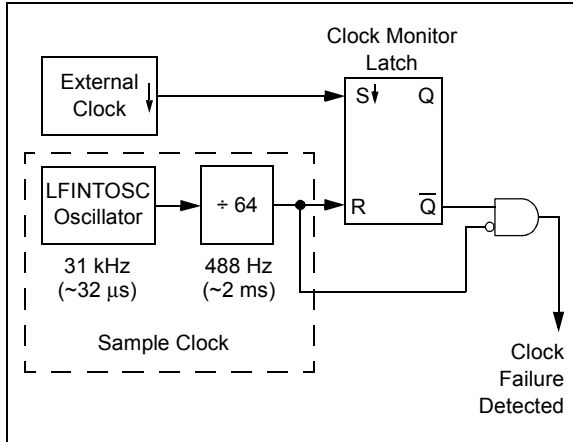 Clock Monitor
Latch
External
Clock
S
Q
LFINTOSC
Oscillator
÷ 64
R
Q̅
31 kHz
(~32 μs)
488 Hz
(~2 ms)
Sample Clock
Clock
Failure
Detected